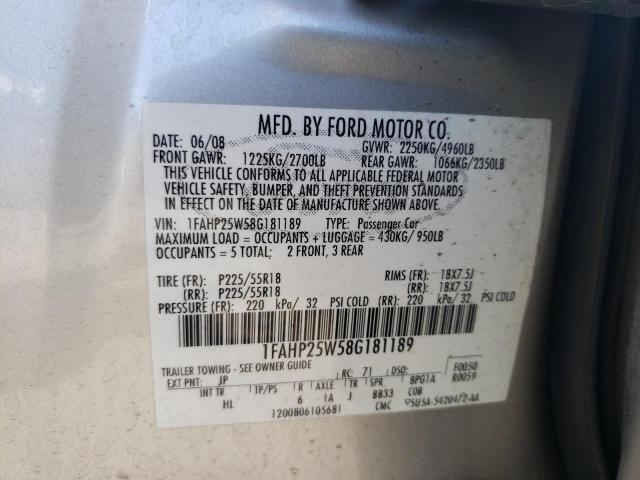 MFD. BY FORD MOTOR CO.
DATE: 06/08 GVWR: 2250KG/4960LB
FRONT GAWR: 1225KG/2700LB REAR GAWR: 1066KG/2350LB
THIS VEHICLE CONFORMS TO ALL APPLICABLE FEDERAL MOTOR
VEHICLE SAFETY, BUMPER, AND THEFT PREVENTION STANDARDS
IN EFFECT ON THE DATE OF MANUFACTURE SHOWN ABOVE.
VIN: 1FAHP25W58G181189 TYPE: Passenger Car
MAXIMUM LOAD = OCCUPANTS + LUGGAGE = 430KG/950LB
OCCUPANTS = 5 TOTAL: 2 FRONT, 3 REAR
TIRE (FR): P225/55R18 RIMS (FR): 18X7.5J
(RR): P225/55R18 (RR): 18X7.5J
PRESSURE (FR): 220 kPa/ 32 PSI COLD (RR): 220 kPa/ 32 PSI COLD
1FAHP25W58G181189
TRAILER TOWING - SEE OWNER GUIDE
EXT PNT: JP RC: 71 DSO: F0050
INT TR TP/PS R AXLE TR SPR 8PG1A R0059
HL 6 1A J BB33 C0B
1200806105681 CMC